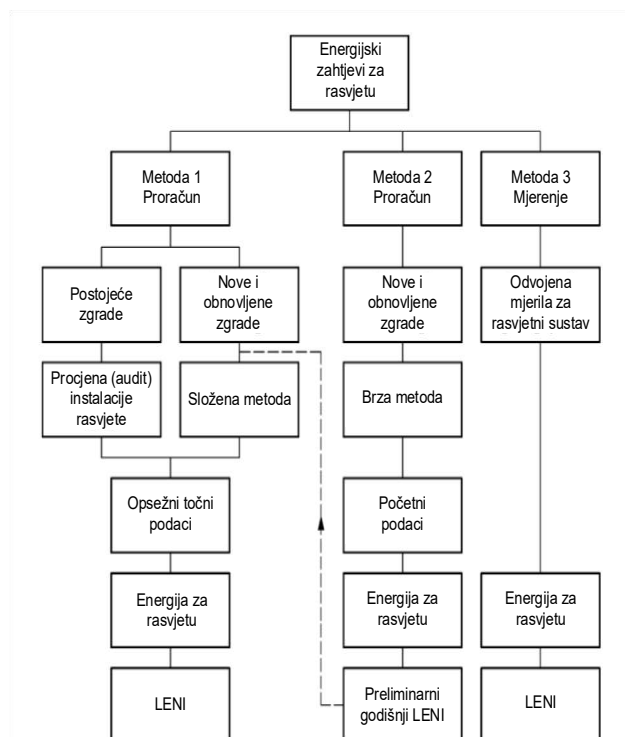 Energijski
zahtjevi za
rasvjetu
Metoda 1
Proračun
Metoda 2
Proračun
Metoda 3
Mjerenje
Postojeće
zgrade
Nove i
obnovljene
zgrade
Nove i
obnovljene
zgrade
Odvojena
mjerila za
rasvjetni sustav
Procjena (audit)
instalacije
rasvjete
Složena metoda
Brza metoda
Opsežni točni
podaci
Početni
podaci
Energija za
rasvjetu
Energija za
rasvjetu
Energija za
rasvjetu
LENI
Preliminarni
godišnji LENI
LENI